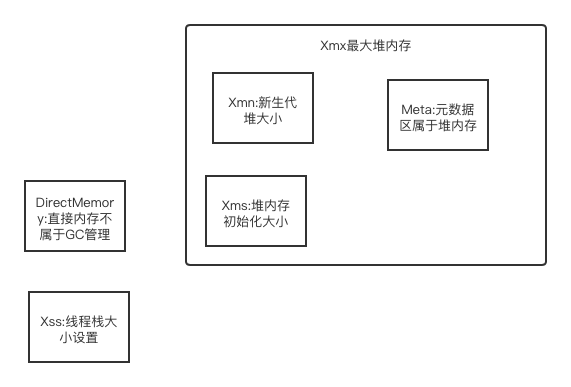 Xmx最大堆内存
Xmn:新生代
堆大小
Meta:元数据
区属于堆内存
Xms:堆内存
初始化大小
DirectMemor
y:直接内存不
属于GC管理
Xss:线程栈大
小设置